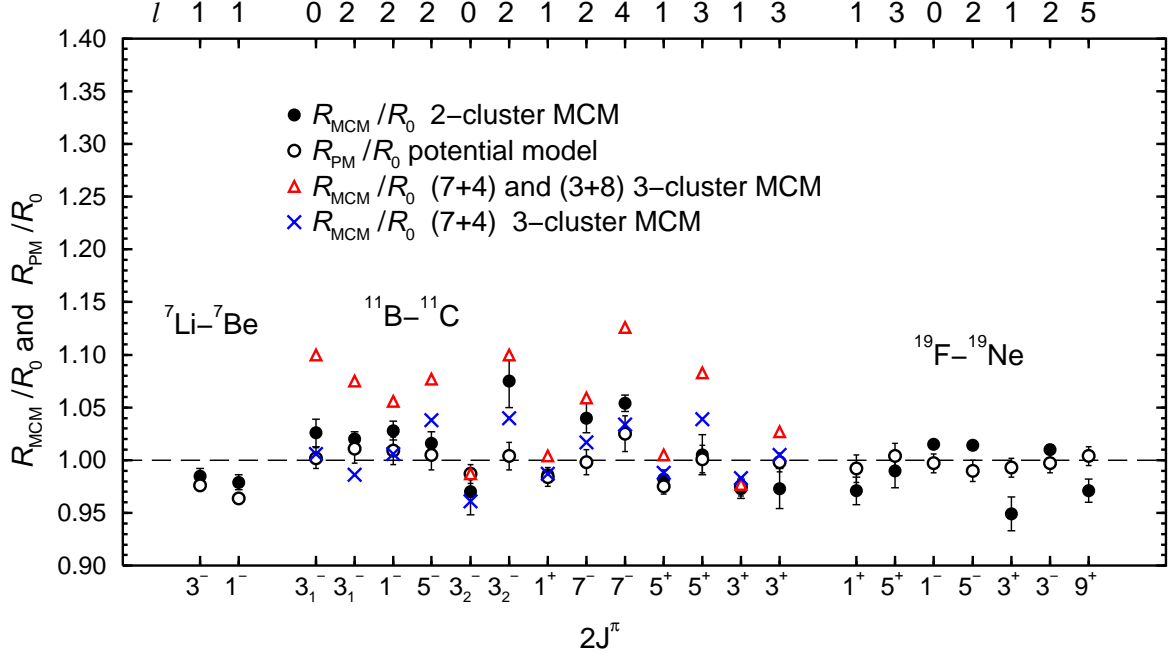 l 1 1 0 2 2 2 0 2 1 2 4 1 3 1 3 1 3 0 2 1 2 5
1.40
1.35
1.30
1.25
1.20
1.15
1.10
1.05
1.00
0.95
0.90
R_MCM /R_0 and R_PM /R_0
R_MCM /R_0 2−cluster MCM
R_PM /R_0 potential model
R_MCM /R_0 (7+4) and (3+8) 3−cluster MCM
R_MCM /R_0 (7+4) 3−cluster MCM
⁷Li−⁷Be
¹¹B−¹¹C
¹⁹F−¹⁹Ne
3⁻ 1⁻ 3₁⁻ 3₁⁻ 1⁻ 5⁻ 3₂⁻ 3₂⁻ 1⁺ 7⁻ 7⁻ 5⁺ 5⁺ 3⁺ 3⁺ 1⁺ 5⁺ 1⁻ 5⁻ 3⁺ 3⁻ 9⁺
2J^π